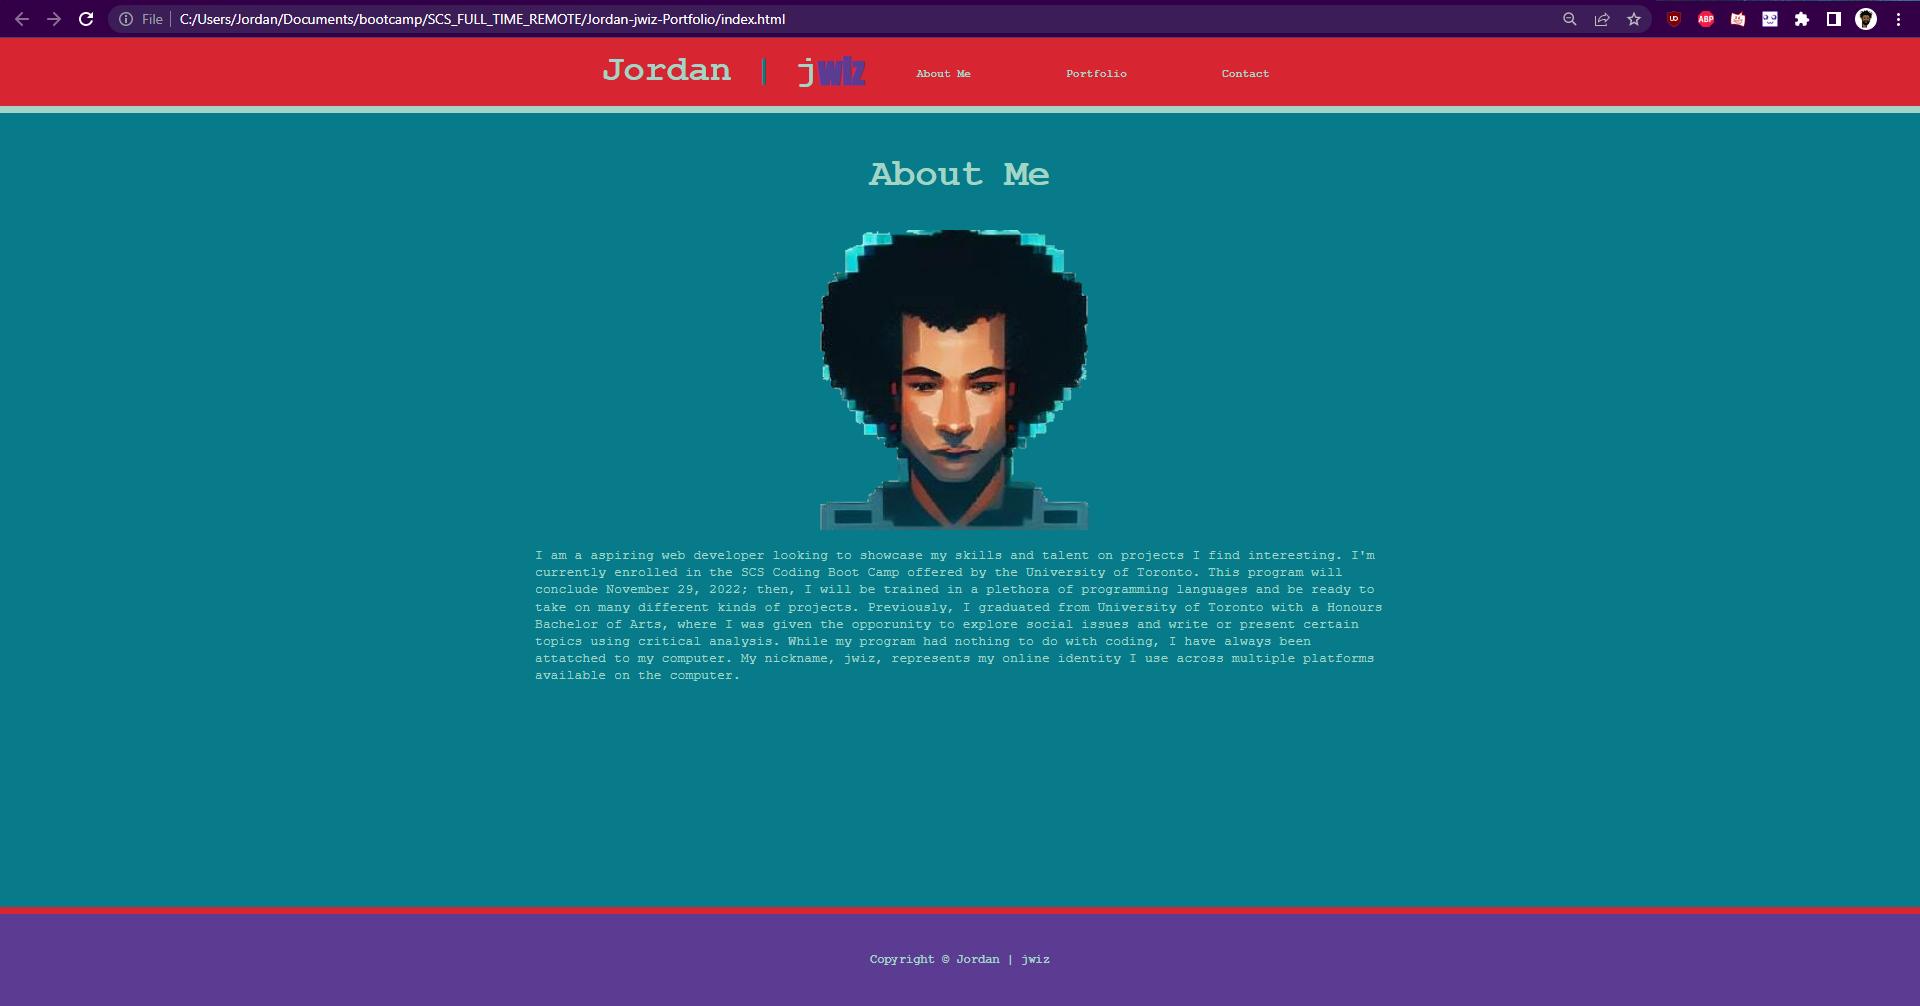 File | C:/Users/Jordan/Documents/bootcamp/SCS_FULL_TIME_REMOTE/Jordan-jwiz-Portfolio/index.html
UD
ABP
Jordan | jwiz About Me Portfolio Contact
About Me
I am a aspiring web developer looking to showcase my skills and talent on projects I find interesting. I'm
currently enrolled in the SCS Coding Boot Camp offered by the University of Toronto. This program will
conclude November 29, 2022; then, I will be trained in a plethora of programming languages and be ready to
take on many different kinds of projects. Previously, I graduated from University of Toronto with a Honours
Bachelor of Arts, where I was given the opporunity to explore social issues and write or present certain
topics using critical analysis. While my program had nothing to do with coding, I have always been
attatched to my computer. My nickname, jwiz, represents my online identity I use across multiple platforms
available on the computer.
Copyright © Jordan | jwiz